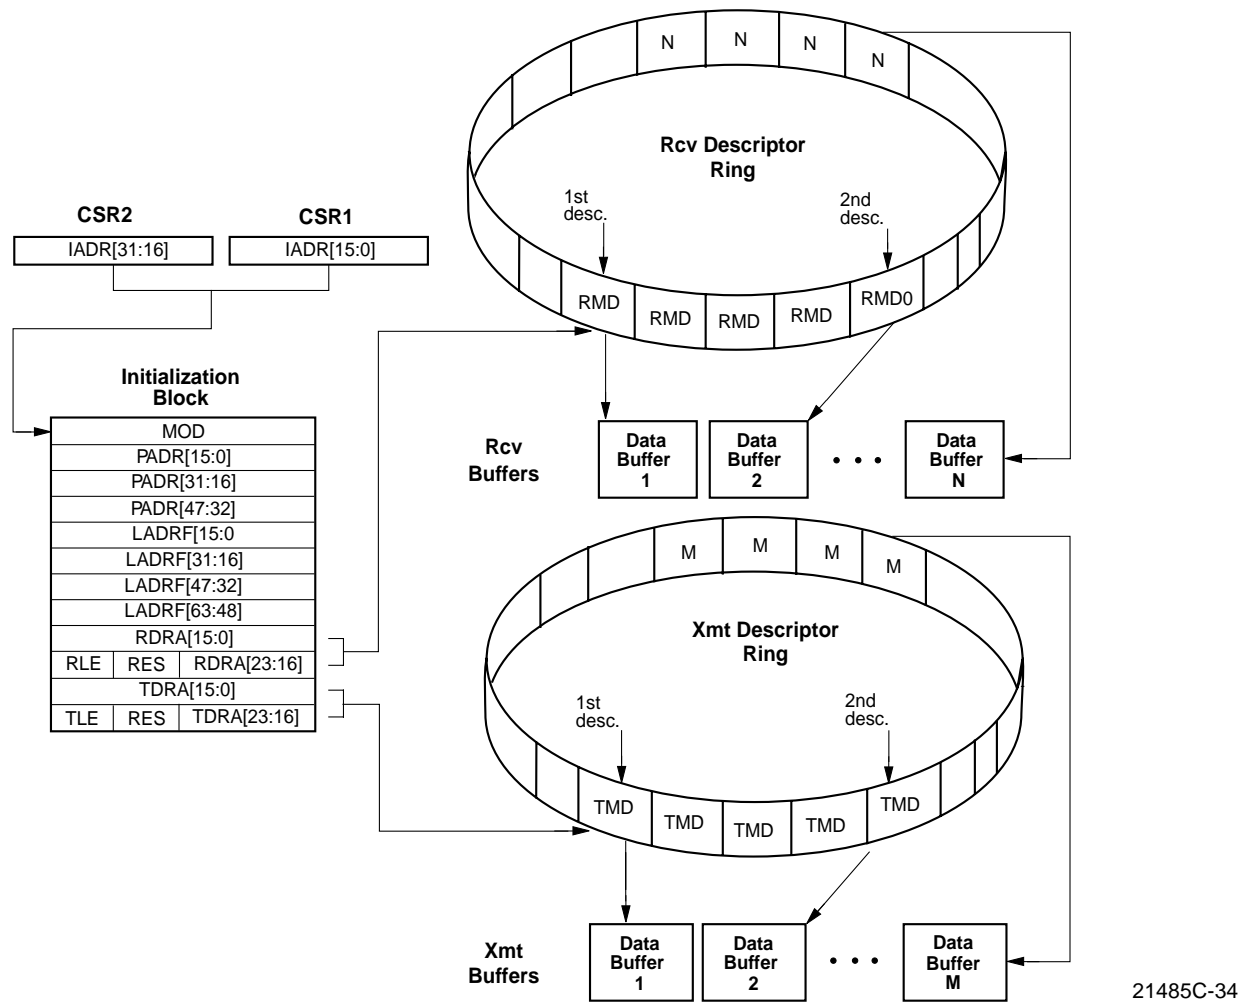 N N N N
Rcv Descriptor
Ring
1st
desc.
2nd
desc.
CSR2
CSR1
IADR[31:16]
IADR[15:0]
RMD RMD RMD RMD RMD0
Initialization
Block
MOD
PADR[15:0]
PADR[31:16]
PADR[47:32]
LADRF[15:0
LADRF[31:16]
LADRF[47:32]
LADRF[63:48]
RDRA[15:0]
RLE RES RDRA[23:16]
TDRA[15:0]
TLE RES TDRA[23:16]
Rcv
Buffers
Data
Buffer
1
Data
Buffer
2
• • •
Data
Buffer
N
M M M M
Xmt Descriptor
Ring
1st
desc.
2nd
desc.
TMD TMD TMD TMD TMD
Xmt
Buffers
Data
Buffer
1
Data
Buffer
2
• • •
Data
Buffer
M
21485C-34